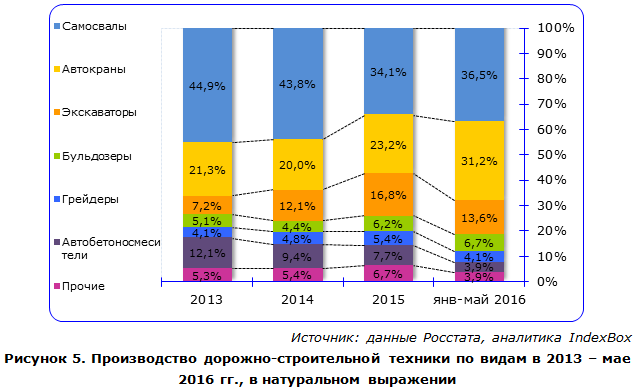 Самосвалы
Автокраны
Экскаваторы
Бульдозеры
Грейдеры
Автобетоносмеси
тели
Прочие
44,9% 43,8% 34,1% 36,5%
21,3% 20,0% 23,2% 31,2%
7,2% 12,1% 16,8% 13,6%
5,1% 4,4% 6,2% 6,7%
4,1% 4,8% 5,4% 4,1%
12,1% 9,4% 7,7% 3,9%
5,3% 5,4% 6,7% 3,9%
100%
90%
80%
70%
60%
50%
40%
30%
20%
10%
0%
2013 2014 2015 янв-май 2016
Источник: данные Росстата, аналитика IndexBox
Рисунок 5. Производство дорожно-строительной техники по видам в 2013 – мае
2016 гг., в натуральном выражении